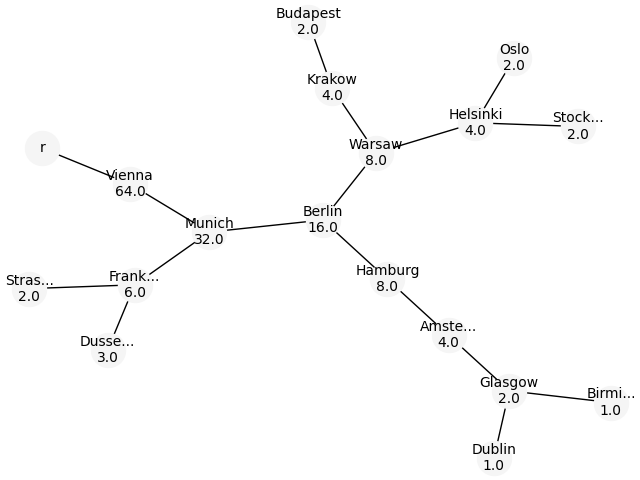 Budapest
2.0
Oslo
2.0
Krakow
4.0
Helsinki
4.0
Stock...
2.0
Warsaw
8.0
r
Vienna
64.0
Berlin
16.0
Munich
32.0
Hamburg
8.0
Frank...
6.0
Stras...
2.0
Amste...
4.0
Dusse...
3.0
Glasgow
2.0
Birmi...
1.0
Dublin
1.0